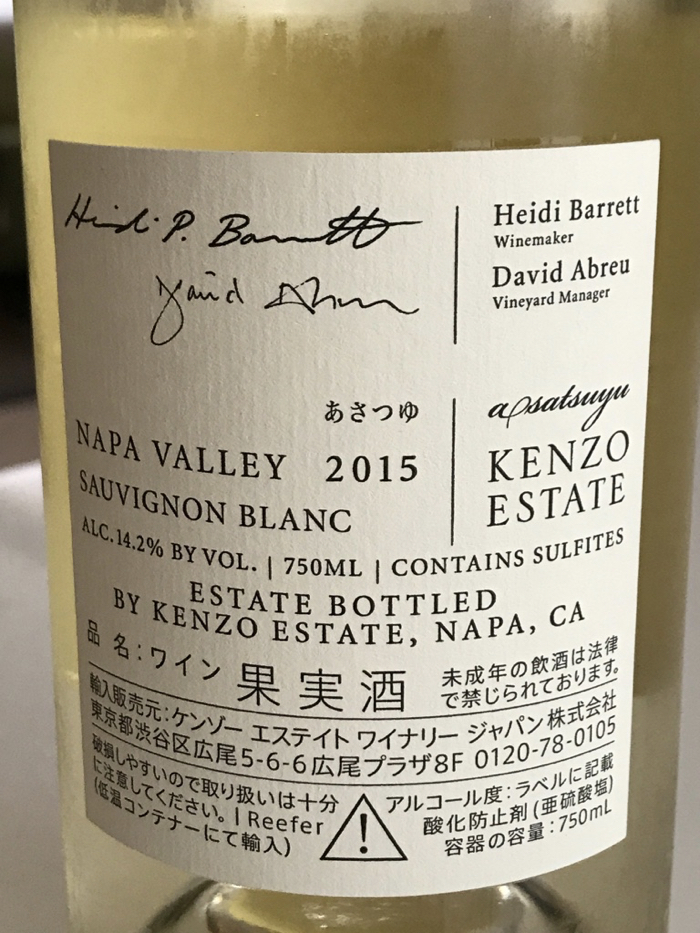 Heidi P. Barrett
David Abreu
Heidi Barrett
Winemaker
David Abreu
Vineyard Manager
あさつゆ
NAPA VALLEY 2015
SAUVIGNON BLANC
asatsuyu
KENZO
ESTATE
ALC.14.2% BY VOL. | 750ML | CONTAINS SULFITES
ESTATE BOTTLED
BY KENZO ESTATE, NAPA, CA
品 名:ワイン 果実酒
未成年の飲酒は法律
で禁じられております。
輸入販売元:ケンゾー エステイト ワイナリー ジャパン株式会社
東京都渋谷区広尾5-6-6広尾プラザ8F 0120-78-0105
破損しやすいので取り扱いは十分
に注意してください。| Reefer
(低温コンテナーにて輸入)
!
アルコール度:ラベルに記載
酸化防止剤(亜硫酸塩)
容器の容量:750mL